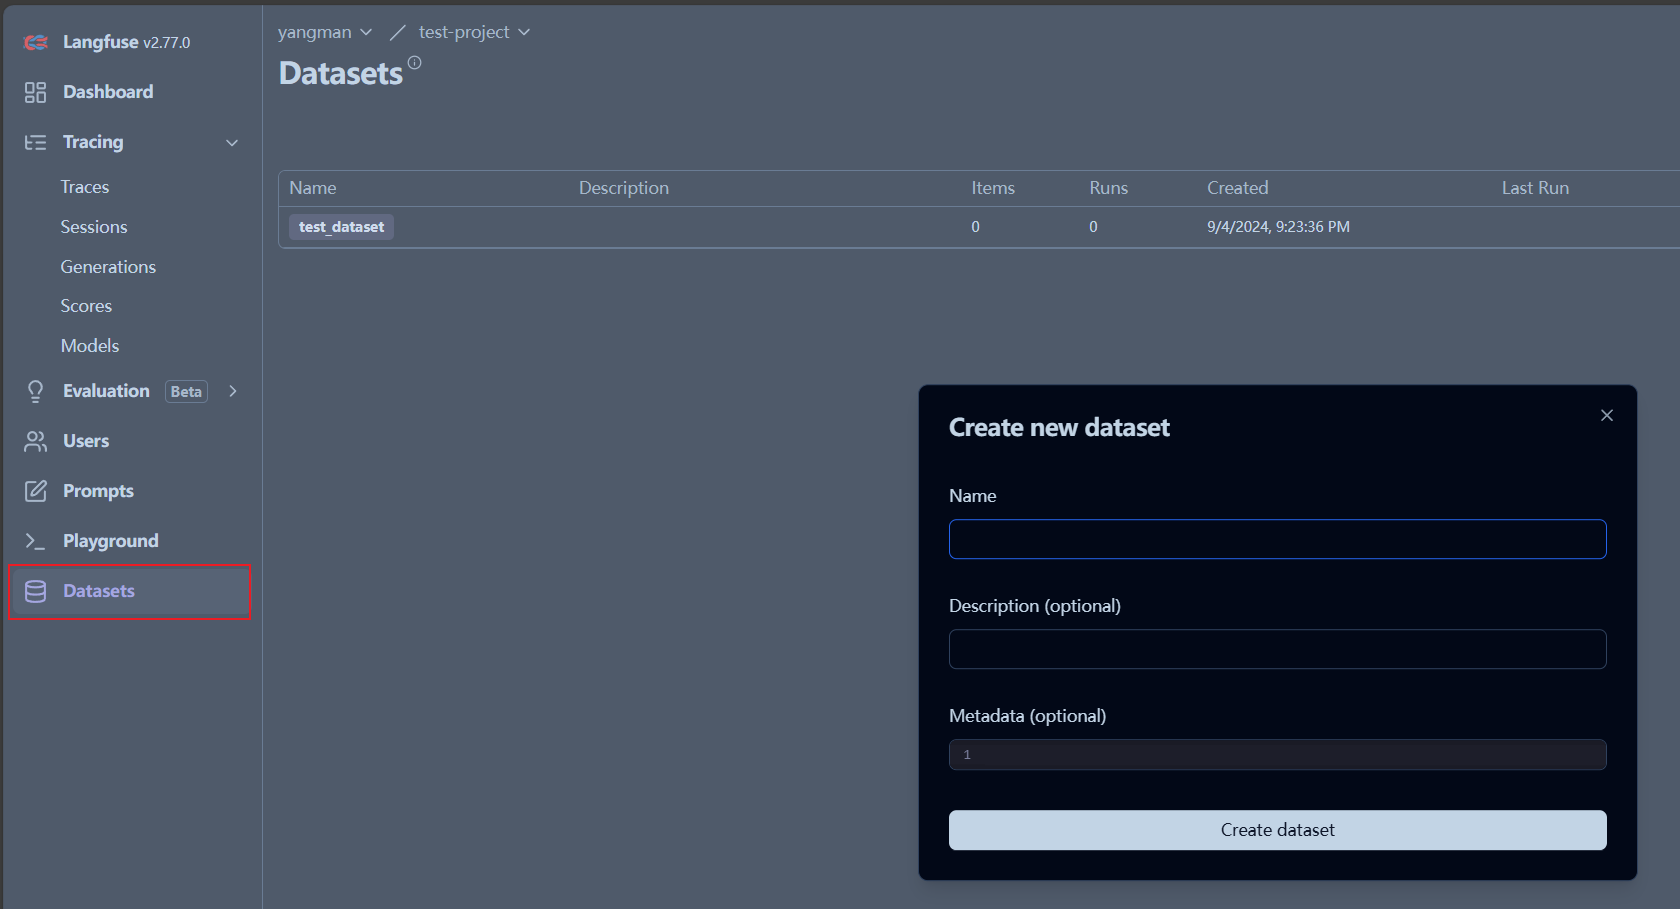 Langfuse v2.77.0
Dashboard
Tracing
Traces
Sessions
Generations
Scores
Models
Evaluation Beta
Users
Prompts
Playground
Datasets
yangman / test-project
Datasets
Name Description Items Runs Created Last Run
test_dataset 0 0 9/4/2024, 9:23:36 PM
Create new dataset
Name
Description (optional)
Metadata (optional)
1
Create dataset